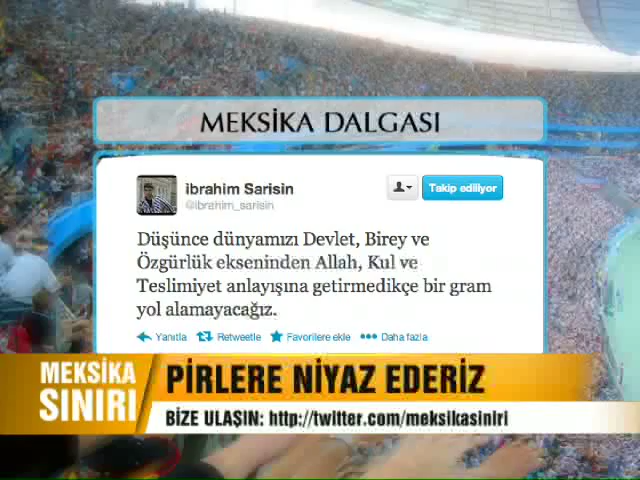 MEKSİKA DALGASI
ibrahim Sarisin
@ibrahim_sarisin
Takip ediliyor
Düşünce dünyamızı Devlet, Birey ve
Özgürlük ekseninden Allah, Kul ve
Teslimiyet anlayışına getirmedikçe bir gram
yol alamayacağız.
Yanıtla Retweetle Favorilere ekle Daha fazla
MEKSİKA
SINIRI
PİRLERE NİYAZ EDERİZ
BİZE ULAŞIN: http://twitter.com/meksikasiniri